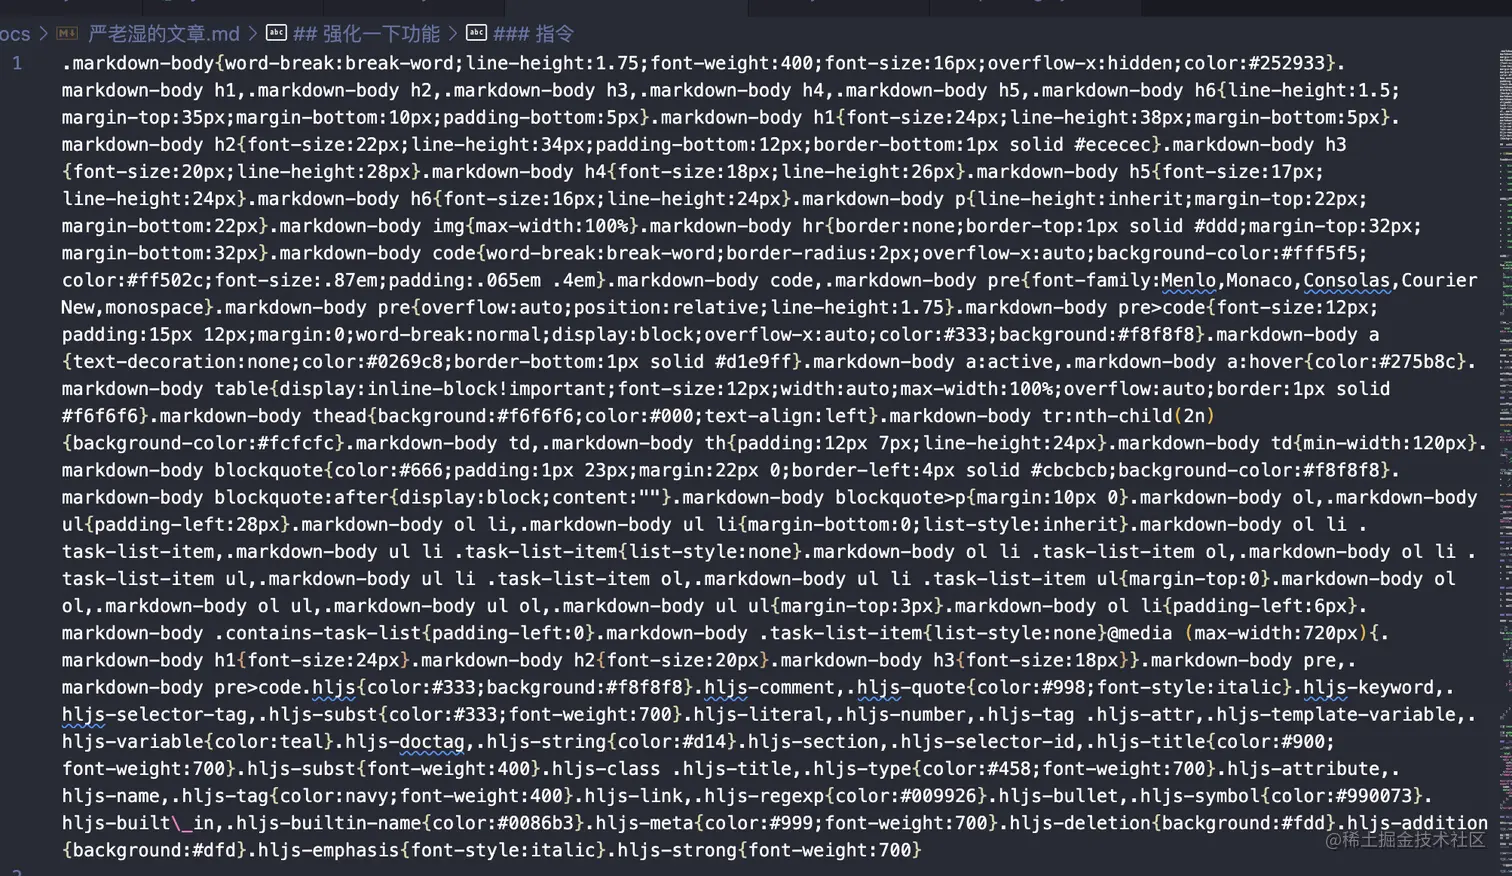 ocs > 严老湿的文章.md > ## 强化一下功能 > ### 指令
1 .markdown-body{word-break:break-word;line-height:1.75;font-weight:400;font-size:16px;overflow-x:hidden;color:#252933}.
markdown-body h1,.markdown-body h2,.markdown-body h3,.markdown-body h4,.markdown-body h5,.markdown-body h6{line-height:1.5;
margin-top:35px;margin-bottom:10px;padding-bottom:5px}.markdown-body h1{font-size:24px;line-height:38px;margin-bottom:5px}.
markdown-body h2{font-size:22px;line-height:34px;padding-bottom:12px;border-bottom:1px solid #ececec}.markdown-body h3
{font-size:20px;line-height:28px}.markdown-body h4{font-size:18px;line-height:26px}.markdown-body h5{font-size:17px;
line-height:24px}.markdown-body h6{font-size:16px;line-height:24px}.markdown-body p{line-height:inherit;margin-top:22px;
margin-bottom:22px}.markdown-body img{max-width:100%}.markdown-body hr{border:none;border-top:1px solid #ddd;margin-top:32px;
margin-bottom:32px}.markdown-body code{word-break:break-word;border-radius:2px;overflow-x:auto;background-color:#fff5f5;
color:#ff502c;font-size:.87em;padding:.065em .4em}.markdown-body code,.markdown-body pre{font-family:Menlo,Monaco,Consolas,Courier
New,monospace}.markdown-body pre{overflow:auto;position:relative;line-height:1.75}.markdown-body pre>code{font-size:12px;
padding:15px 12px;margin:0;word-break:normal;display:block;overflow-x:auto;color:#333;background:#f8f8f8}.markdown-body a
{text-decoration:none;color:#0269c8;border-bottom:1px solid #d1e9ff}.markdown-body a:active,.markdown-body a:hover{color:#275b8c}.
markdown-body table{display:inline-block!important;font-size:12px;width:auto;max-width:100%;overflow:auto;border:1px solid
#f6f6f6}.markdown-body thead{background:#f6f6f6;color:#000;text-align:left}.markdown-body tr:nth-child(2n)
{background-color:#fcfcfc}.markdown-body td,.markdown-body th{padding:12px 7px;line-height:24px}.markdown-body td{min-width:120px}.
markdown-body blockquote{color:#666;padding:1px 23px;margin:22px 0;border-left:4px solid #cbcbcb;background-color:#f8f8f8}.
markdown-body blockquote:after{display:block;content:""}.markdown-body blockquote>p{margin:10px 0}.markdown-body ol,.markdown-body
ul{padding-left:28px}.markdown-body ol li,.markdown-body ul li{margin-bottom:0;list-style:inherit}.markdown-body ol li .
task-list-item,.markdown-body ul li .task-list-item{list-style:none}.markdown-body ol li .task-list-item ol,.markdown-body ol li .
task-list-item ul,.markdown-body ul li .task-list-item ol,.markdown-body ul li .task-list-item ul{margin-top:0}.markdown-body ol
ol,.markdown-body ol ul,.markdown-body ul ol,.markdown-body ul ul{margin-top:3px}.markdown-body ol li{padding-left:6px}.
markdown-body .contains-task-list{padding-left:0}.markdown-body .task-list-item{list-style:none}@media (max-width:720px){.
markdown-body h1{font-size:24px}.markdown-body h2{font-size:20px}.markdown-body h3{font-size:18px}}.markdown-body pre,.
markdown-body pre>code.hljs{color:#333;background:#f8f8f8}.hljs-comment,.hljs-quote{color:#998;font-style:italic}.hljs-keyword,.
hljs-selector-tag,.hljs-subst{color:#333;font-weight:700}.hljs-literal,.hljs-number,.hljs-tag .hljs-attr,.hljs-template-variable,.
hljs-variable{color:teal}.hljs-doctag,.hljs-string{color:#d14}.hljs-section,.hljs-selector-id,.hljs-title{color:#900;
font-weight:700}.hljs-subst{font-weight:400}.hljs-class .hljs-title,.hljs-type{color:#458;font-weight:700}.hljs-attribute,.
hljs-name,.hljs-tag{color:navy;font-weight:400}.hljs-link,.hljs-regexp{color:#009926}.hljs-bullet,.hljs-symbol{color:#990073}.
hljs-built\_in,.hljs-builtin-name{color:#0086b3}.hljs-meta{color:#999;font-weight:700}.hljs-deletion{background:#fdd}.hljs-addition
{background:#dfd}.hljs-emphasis{font-style:italic}.hljs-strong{font-weight:700}
@稀土掘金技术社区